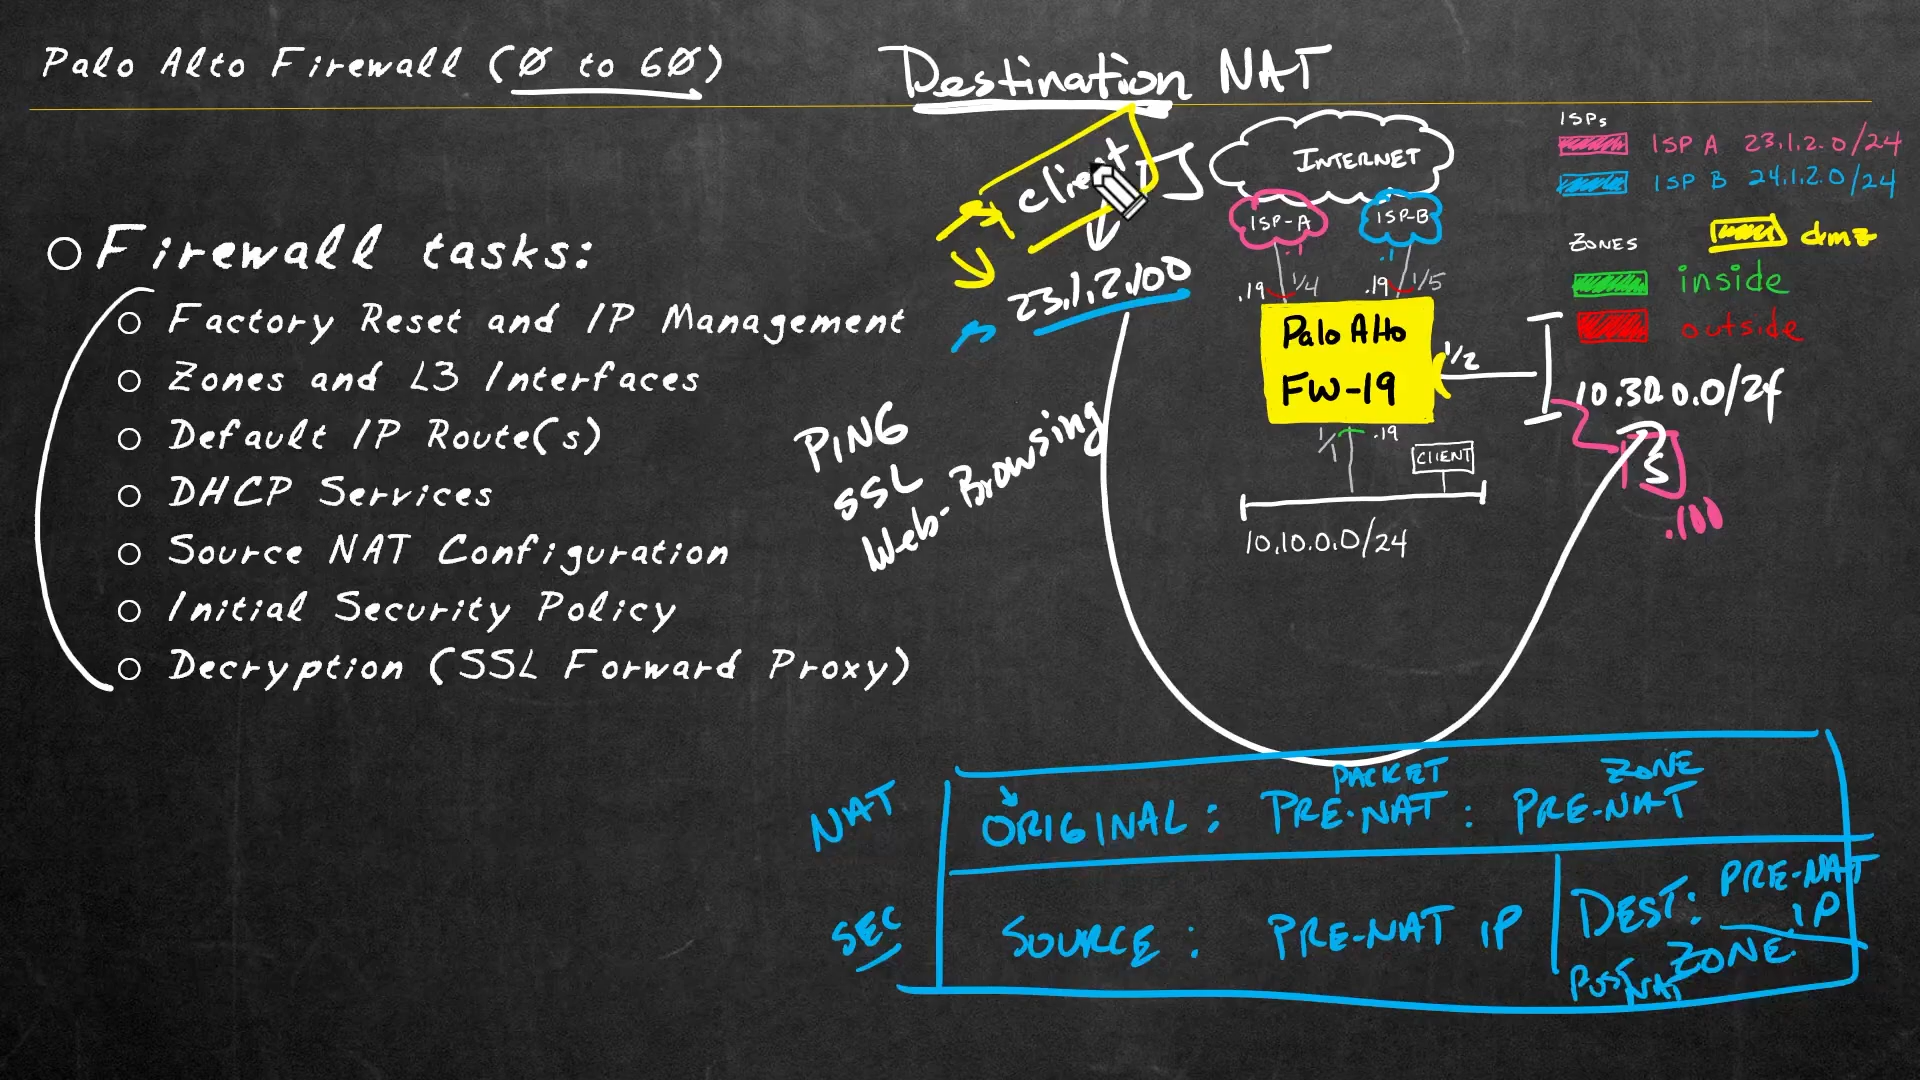 Palo Alto Firewall (0 to 60)
Destination NAT
Firewall tasks:
Factory Reset and IP Management
Zones and L3 Interfaces
Default IP Route(s)
DHCP Services
Source NAT Configuration
Initial Security Policy
Decryption (SSL Forward Proxy)
client
23.1.2.100
PING
SSL
Web-Browsing
INTERNET
ISP-A
ISP-B
.1
.1
.19
1/4
.19
1/5
Palo Alto
FW-19
1/2
1/1
.19
CLIENT
10.10.0.0/24
ISPs
ISP A 23.1.2.0/24
ISP B 24.1.2.0/24
ZONES
dmz
inside
outside
10.30.0.0/24
S
.100
NAT
PACKET
ZONE
ORIGINAL: PRE-NAT: PRE-NAT
SEC
SOURCE: PRE-NAT IP
DEST: PRE-NAT
IP
ZONE
POST NAT